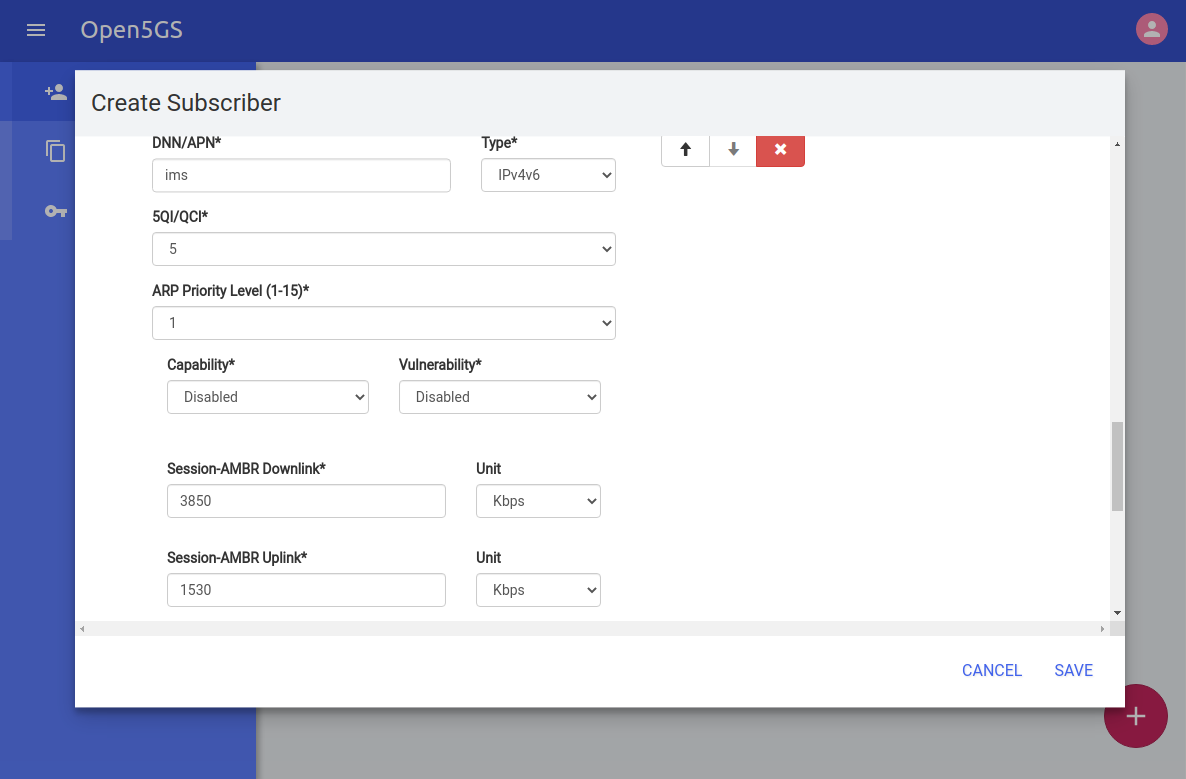 Open5GS
Create Subscriber
DNN/APN* Type*
ims IPv4v6
5QI/QCI*
5
ARP Priority Level (1-15)*
1
Capability* Vulnerability*
Disabled Disabled
Session-AMBR Downlink* Unit
3850 Kbps
Session-AMBR Uplink* Unit
1530 Kbps
CANCEL SAVE